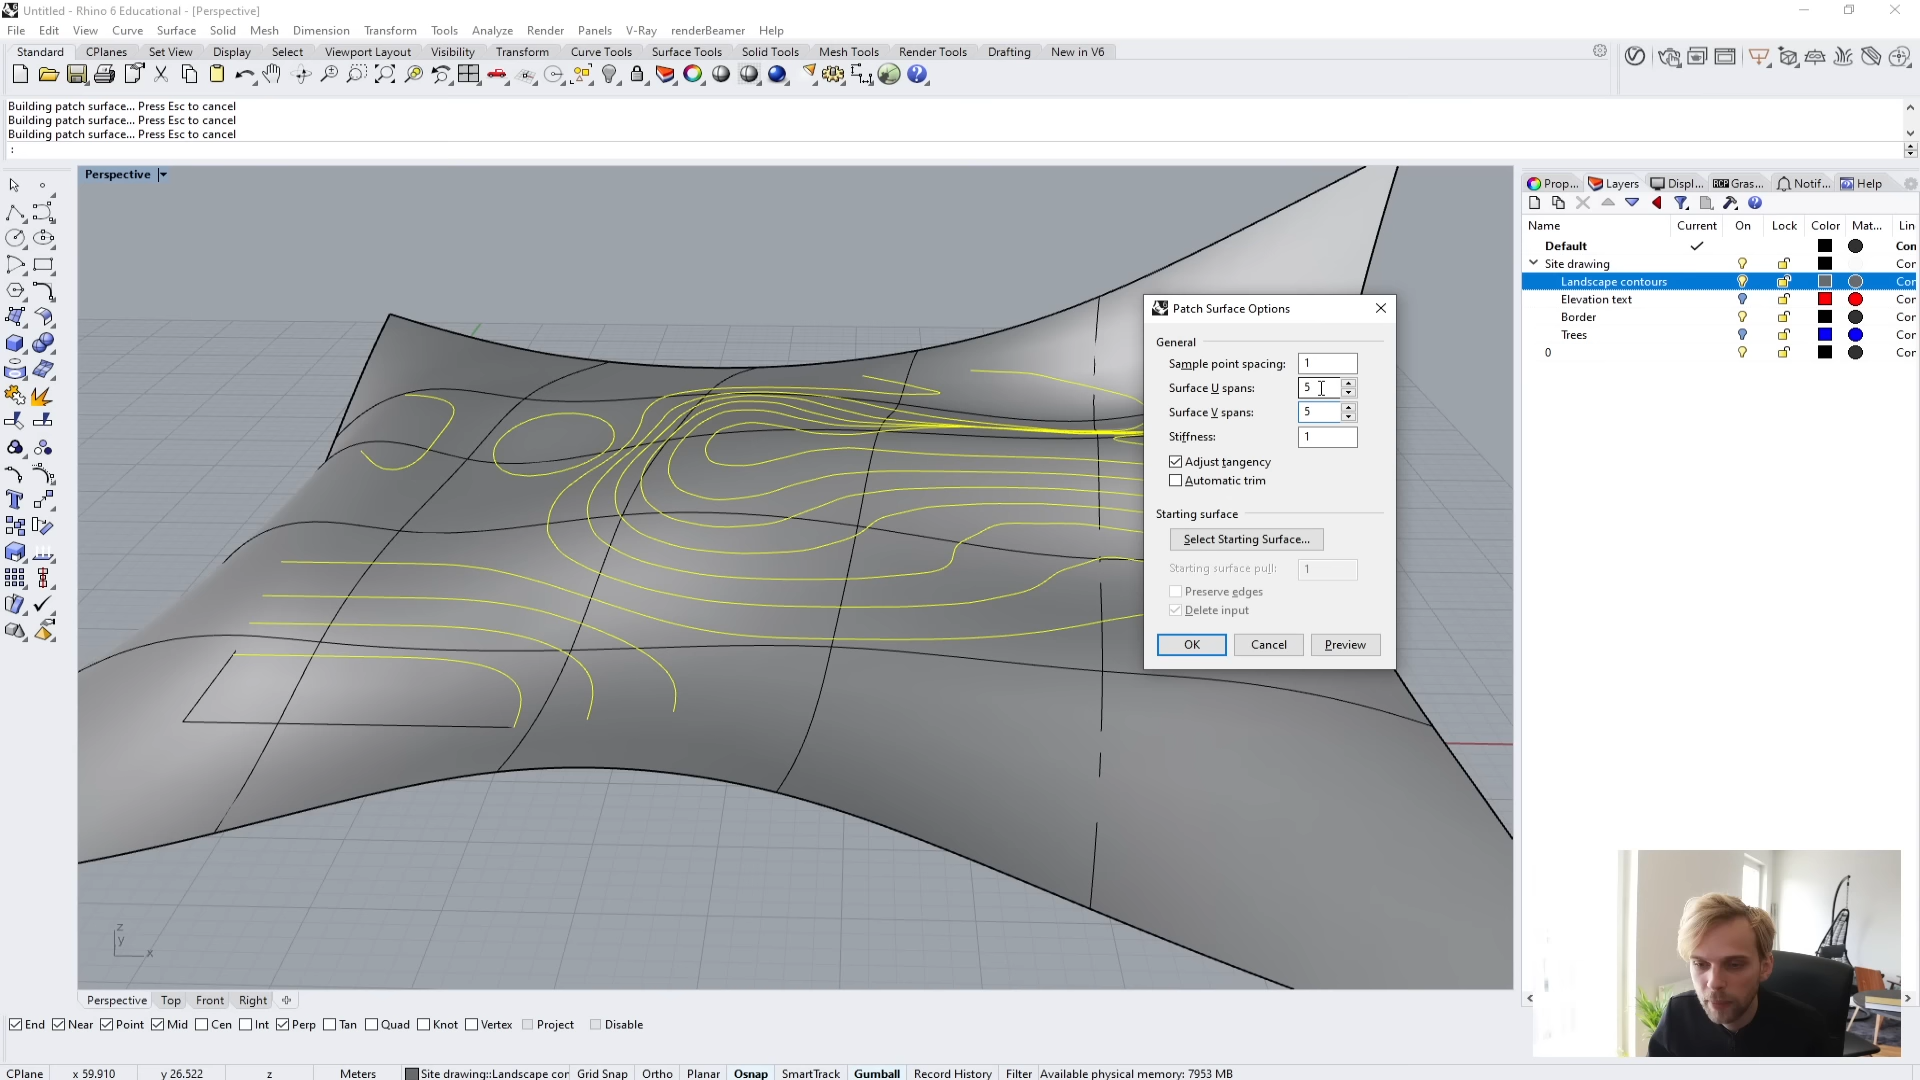 Untitled - Rhino 6 Educational - [Perspective]
File Edit View Curve Surface Solid Mesh Dimension Transform Tools Analyze Render Panels V-Ray renderBeamer Help
Standard CPlanes Set View Display Select Viewport Layout Visibility Transform Curve Tools Surface Tools Solid Tools Mesh Tools Render Tools Drafting New in V6
Building patch surface... Press Esc to cancel
Building patch surface... Press Esc to cancel
Building patch surface... Press Esc to cancel
:
Perspective
Prop... Layers Displ... Gras... Notif... Help
Name Current On Lock Color Mat... Lin
Default Con
Site drawing Cor
Landscape contours Cor
Elevation text Cor
Border Cor
Trees Cor
0 Cor
Patch Surface Options
General
Sample point spacing: 1
Surface U spans: 5
Surface V spans: 5
Stiffness: 1
Adjust tangency
Automatic trim
Starting surface
Select Starting Surface...
Starting surface pull: 1
Preserve edges
Delete input
OK Cancel Preview
z
y
x
Perspective Top Front Right
End Near Point Mid Cen Int Perp Tan Quad Knot Vertex Project Disable
CPlane x 59.910 y 26.522 z Meters Site drawing::Landscape cor Grid Snap Ortho Planar Osnap SmartTrack Gumball Record History Filter Available physical memory: 7953 MB